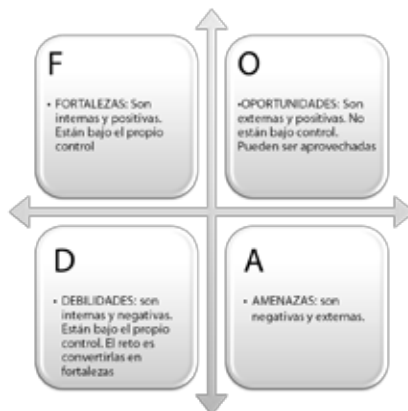 F
• FORTALEZAS: Son
internas y positivas.
Están bajo el propio
control
O
•OPORTUNIDADES: Son
externas y positivas. No
están bajo control.
Pueden ser aprovechadas
D
• DEBILIDADES: son
internas y negativas.
Están bajo el propio
control. El reto es
convertirlas en
fortalezas
A
• AMENAZAS: son
negativas y externas.